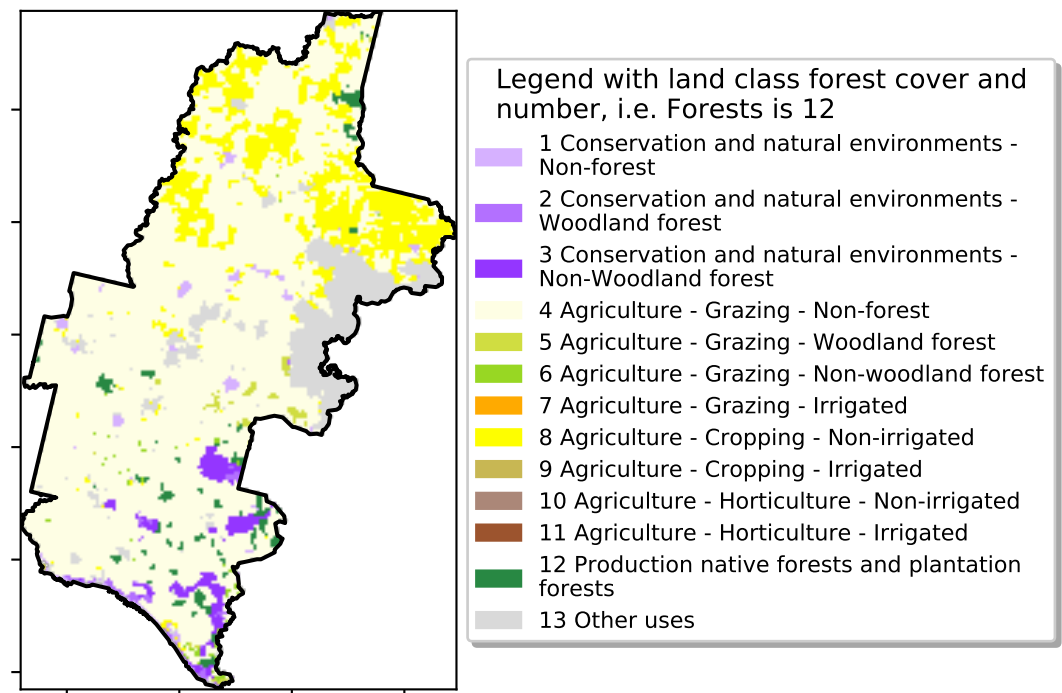 Legend with land class forest cover and
number, i.e. Forests is 12
1 Conservation and natural environments -
Non-forest
2 Conservation and natural environments -
Woodland forest
3 Conservation and natural environments -
Non-Woodland forest
4 Agriculture - Grazing - Non-forest
5 Agriculture - Grazing - Woodland forest
6 Agriculture - Grazing - Non-woodland forest
7 Agriculture - Grazing - Irrigated
8 Agriculture - Cropping - Non-irrigated
9 Agriculture - Cropping - Irrigated
10 Agriculture - Horticulture - Non-irrigated
11 Agriculture - Horticulture - Irrigated
12 Production native forests and plantation
forests
13 Other uses